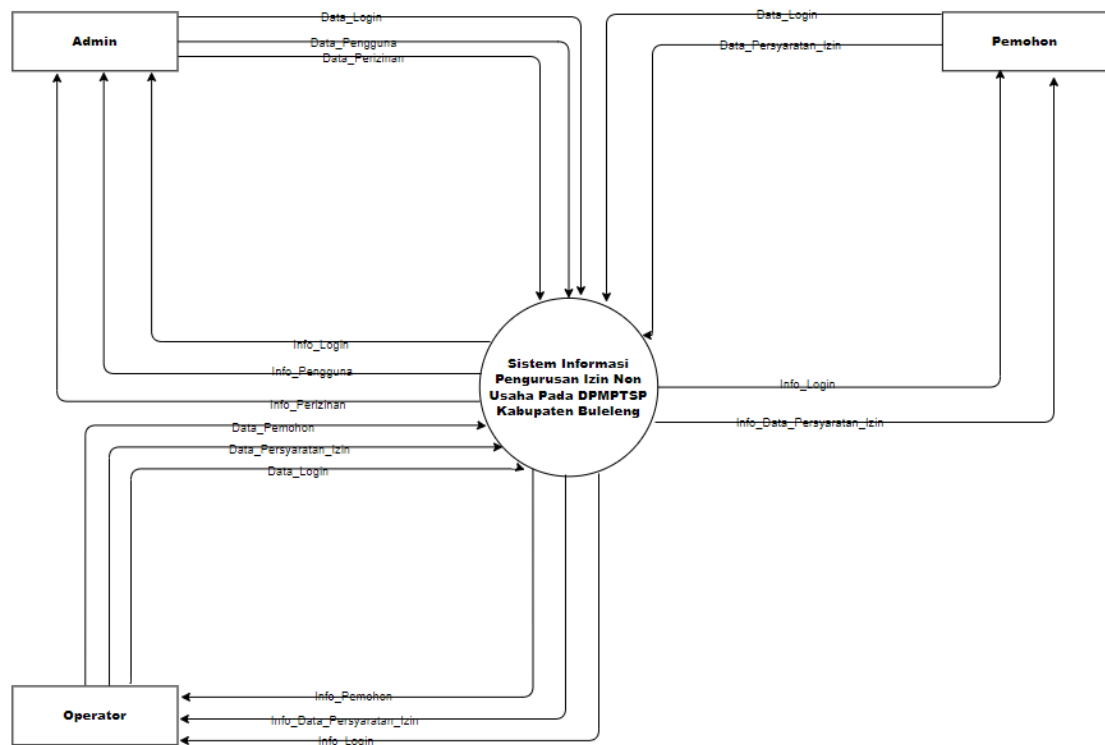 Data_Login
Data_Login
Admin
Data_Pengguna
Data_Persyaratan_Izin
Pemohon
Data_Perizinan
Info_Login
Info_Pengguna
Info_Perizinan
Sistem Informasi
Pengurusan Izin Non
Usaha Pada DPMPTSP
Kabupaten Buleleng
Info_Login
Info_Data_Persyaratan_Izin
Data_Pemohon
Data_Persyaratan_Izin
Data_Login
Operator
Info_Pemohon
Info_Data_Persyaratan_Izin
Info_Login